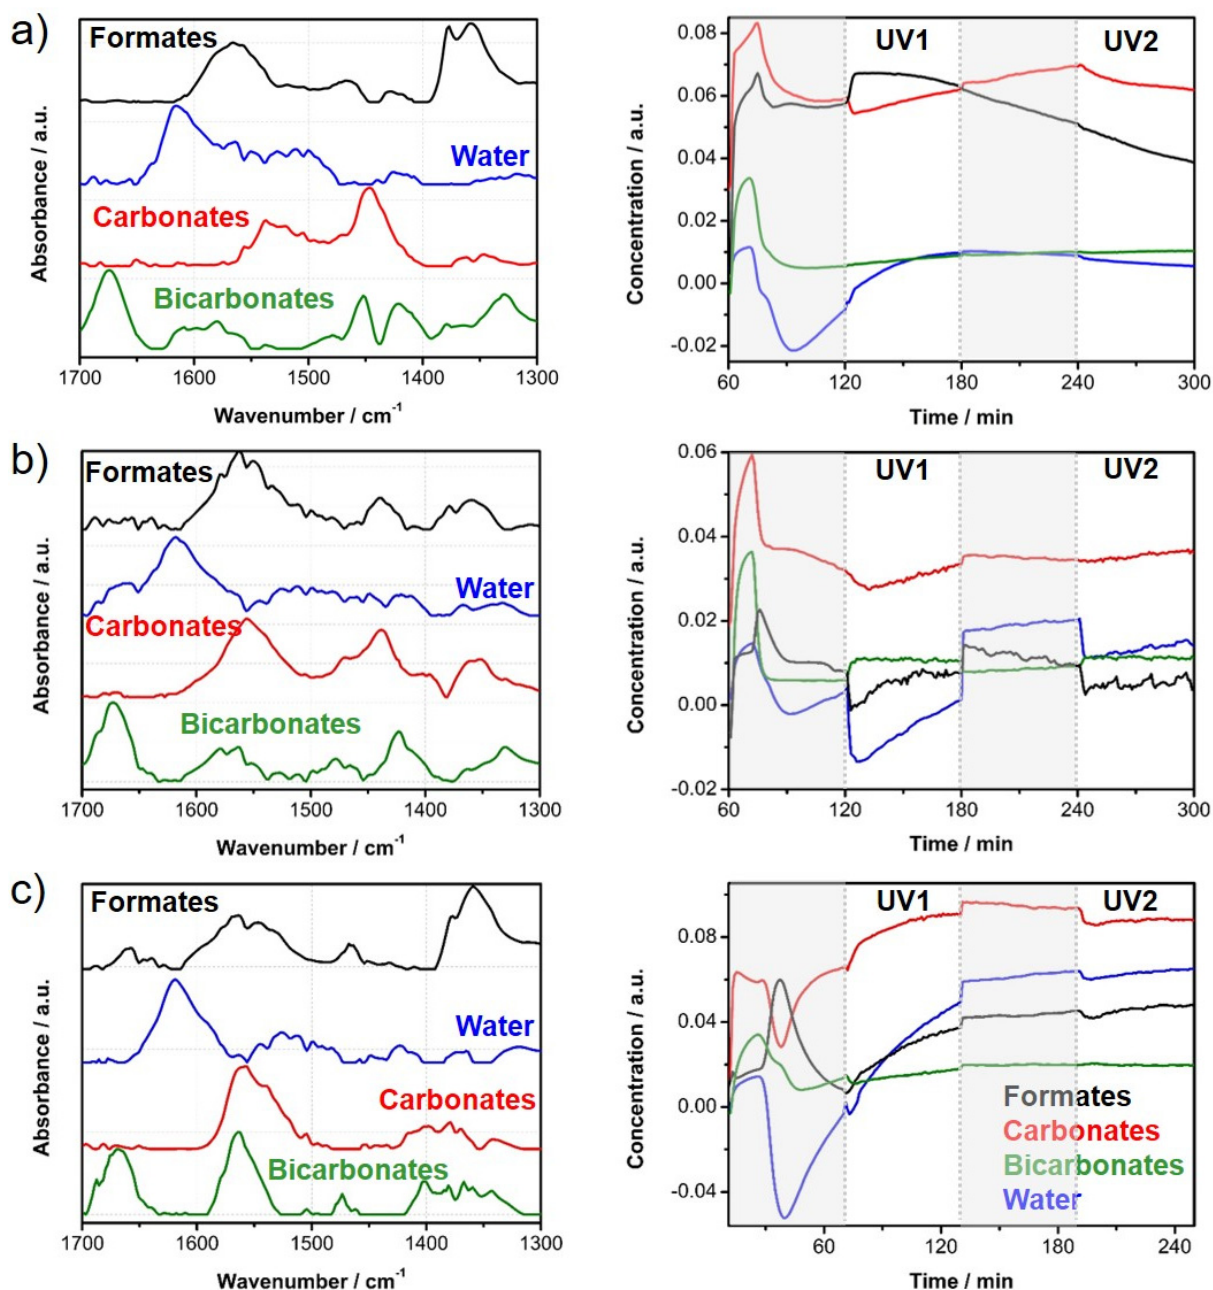 a)
Formates
Water
Carbonates
Bicarbonates
Absorbance / a.u.
1700 1600 1500 1400 1300
Wavenumber / cm-1
UV1 UV2
Concentration / a.u.
0.08
0.06
0.04
0.02
0.00
-0.02
60 120 180 240 300
Time / min
b)
Formates
Water
Carbonates
Bicarbonates
Absorbance / a.u.
1700 1600 1500 1400 1300
Wavenumber / cm-1
UV1 UV2
Concentration / a.u.
0.06
0.04
0.02
0.00
-0.02
60 120 180 240 300
Time / min
c)
Formates
Water
Carbonates
Bicarbonates
Absorbance / a.u.
1700 1600 1500 1400 1300
Wavenumber / cm-1
UV1 UV2
Concentration / a.u.
0.08
0.04
0.00
-0.04
Formates
Carbonates
Bicarbonates
Water
60 120 180 240
Time / min